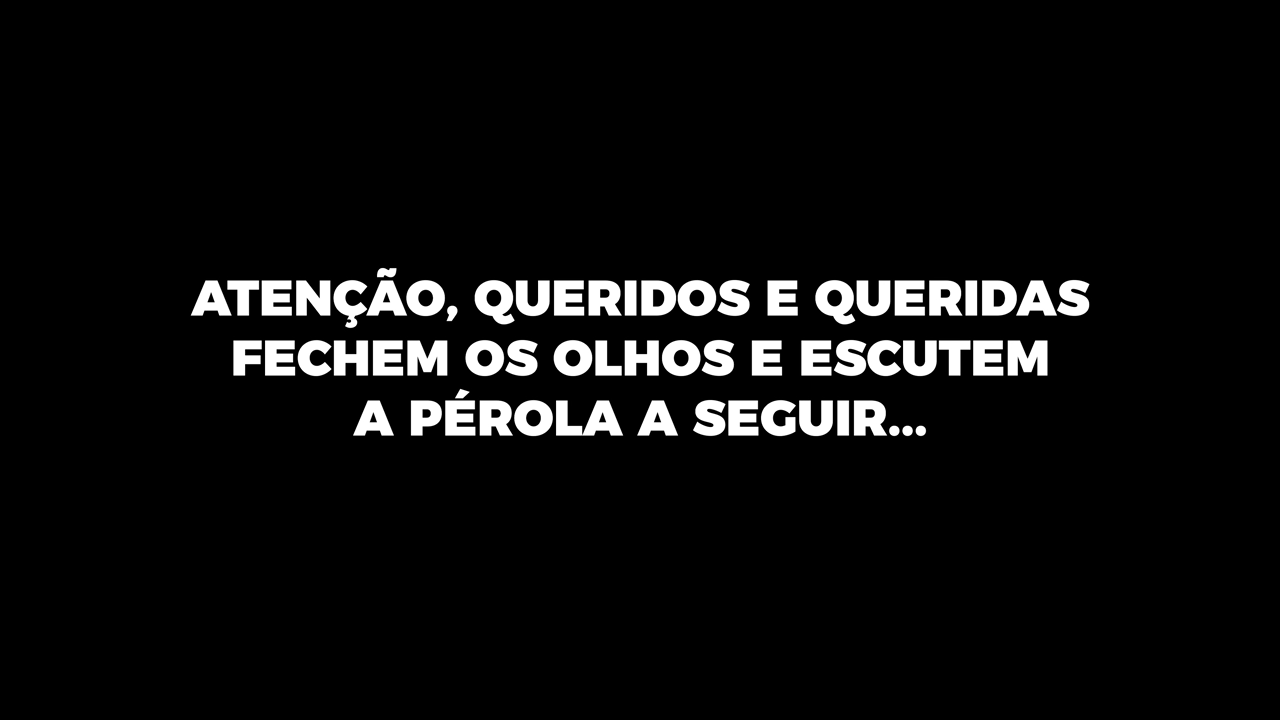 ATENÇÃO, QUERIDOS E QUERIDAS
FECHEM OS OLHOS E ESCUTEM
A PÉROLA A SEGUIR...